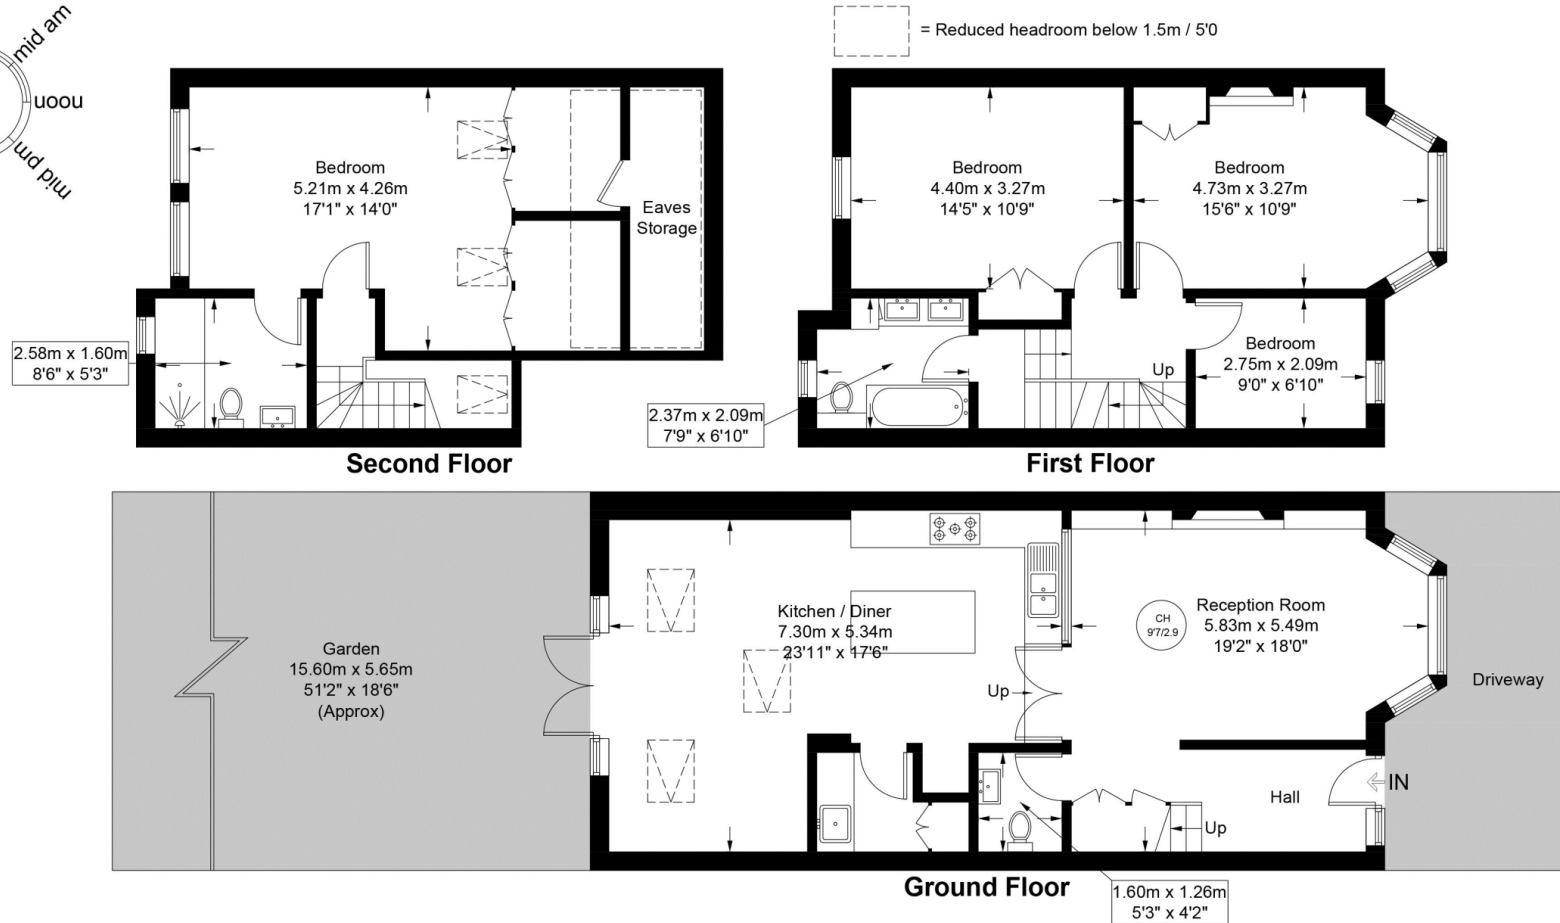 mid am
noon
mid pm
= Reduced headroom below 1.5m / 5'0
Bedroom
5.21m x 4.26m
17'1" x 14'0"
Eaves
Storage
2.58m x 1.60m
8'6" x 5'3"
Second Floor
Bedroom
4.40m x 3.27m
14'5" x 10'9"
Bedroom
4.73m x 3.27m
15'6" x 10'9"
Bedroom
2.75m x 2.09m
9'0" x 6'10"
Up
2.37m x 2.09m
7'9" x 6'10"
First Floor
Garden
15.60m x 5.65m
51'2" x 18'6"
(Approx)
Kitchen / Diner
7.30m x 5.34m
23'11" x 17'6"
Up
CH
9'7/2.9
Reception Room
5.83m x 5.49m
19'2" x 18'0"
Driveway
Hall
IN
Up
1.60m x 1.26m
5'3" x 4'2"
Ground Floor